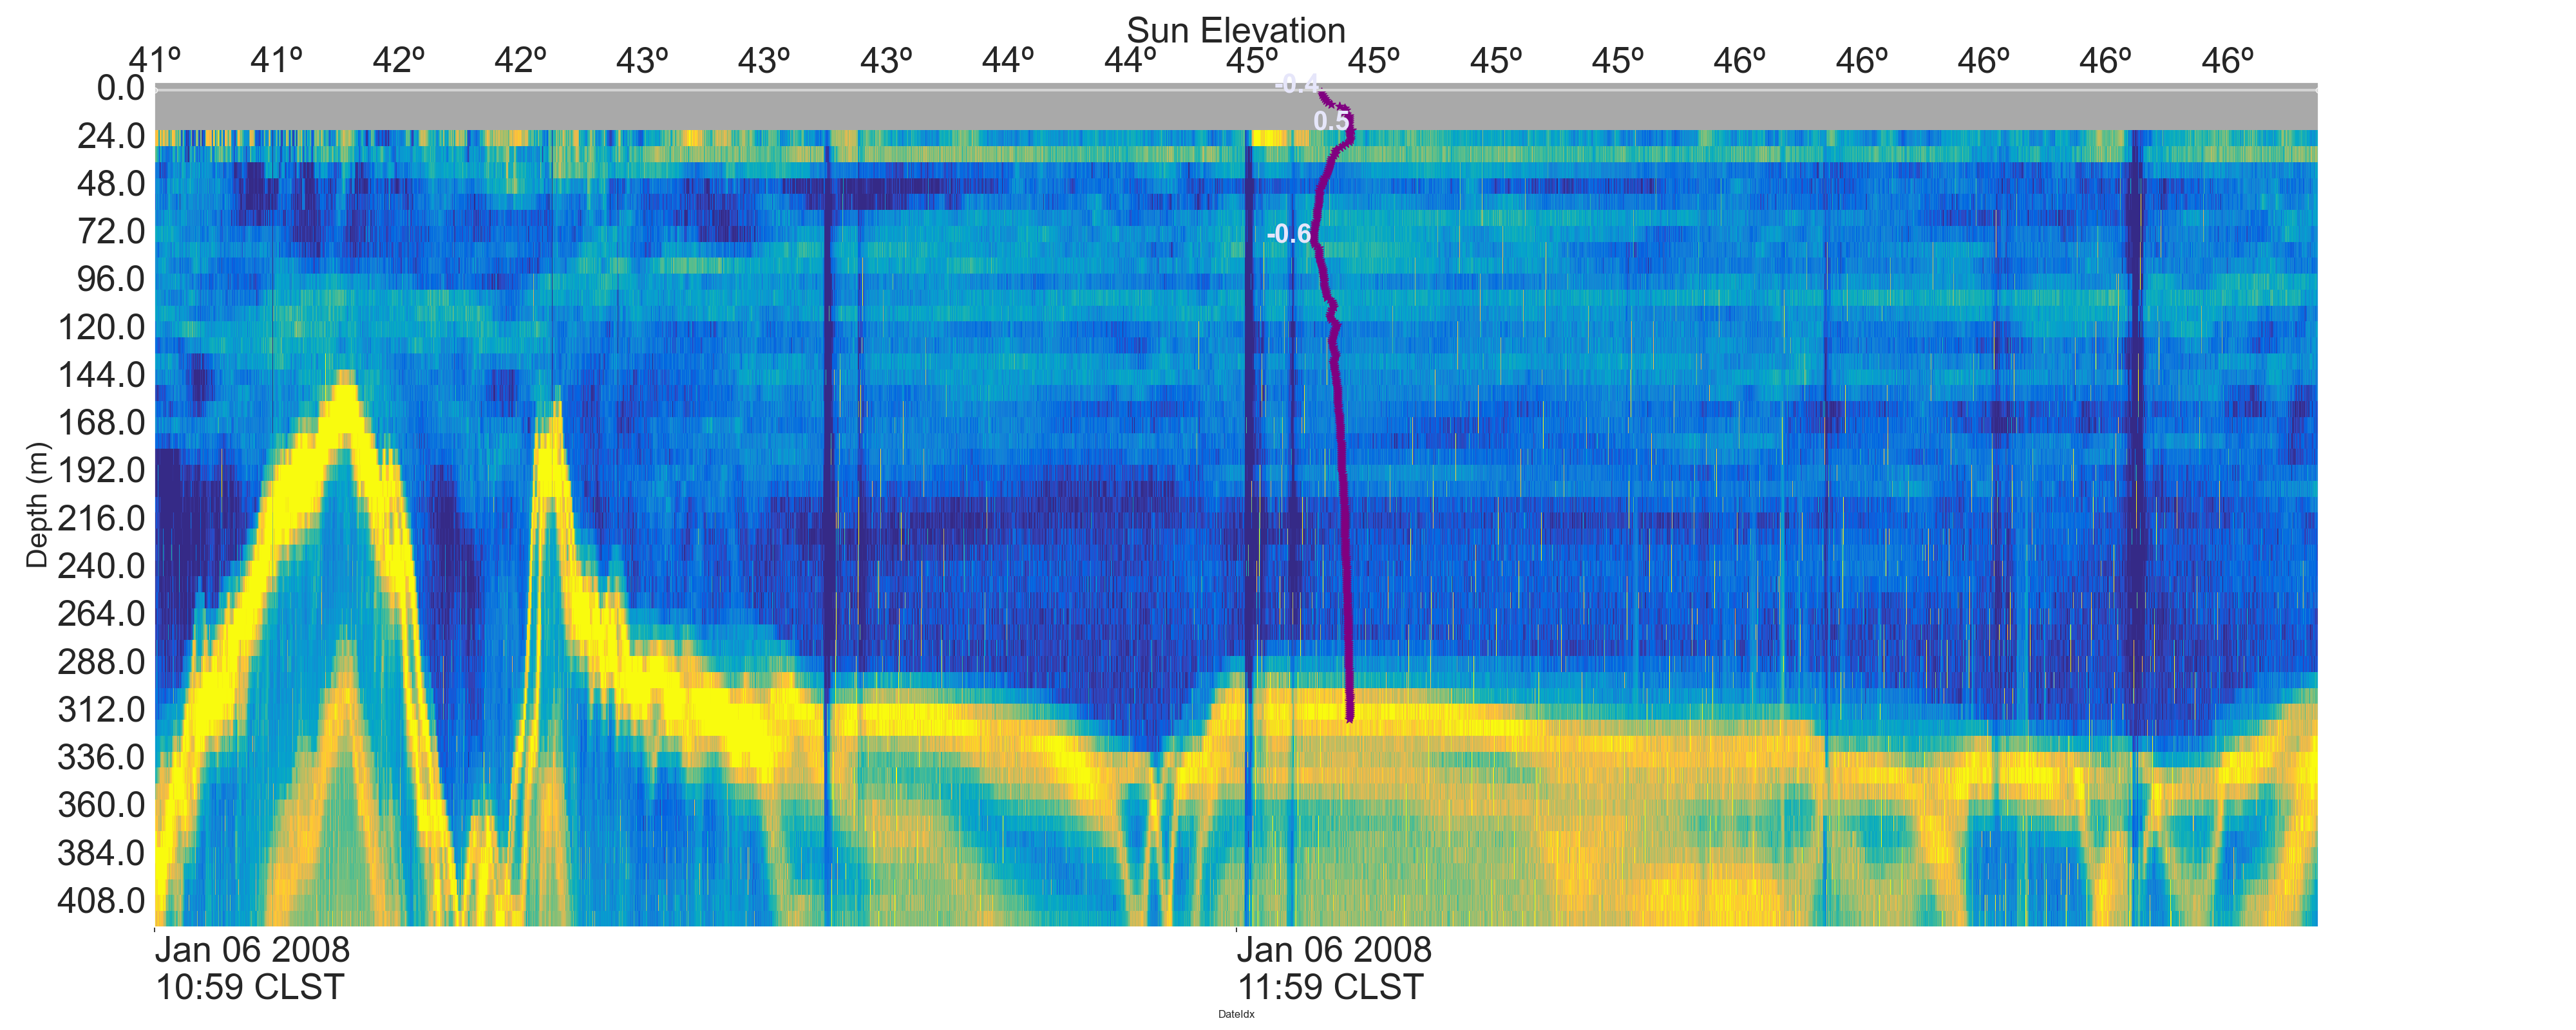 Sun Elevation
41º 41º 42º 42º 43º 43º 43º 44º 44º 45º 45º 45º 45º 46º 46º 46º 46º 46º
Depth (m)
0.0
24.0
48.0
72.0
96.0
120.0
144.0
168.0
192.0
216.0
240.0
264.0
288.0
312.0
336.0
360.0
384.0
408.0
-0.4
0.5
-0.6
Jan 06 2008
10:59 CLST
Jan 06 2008
11:59 CLST
DateIdx